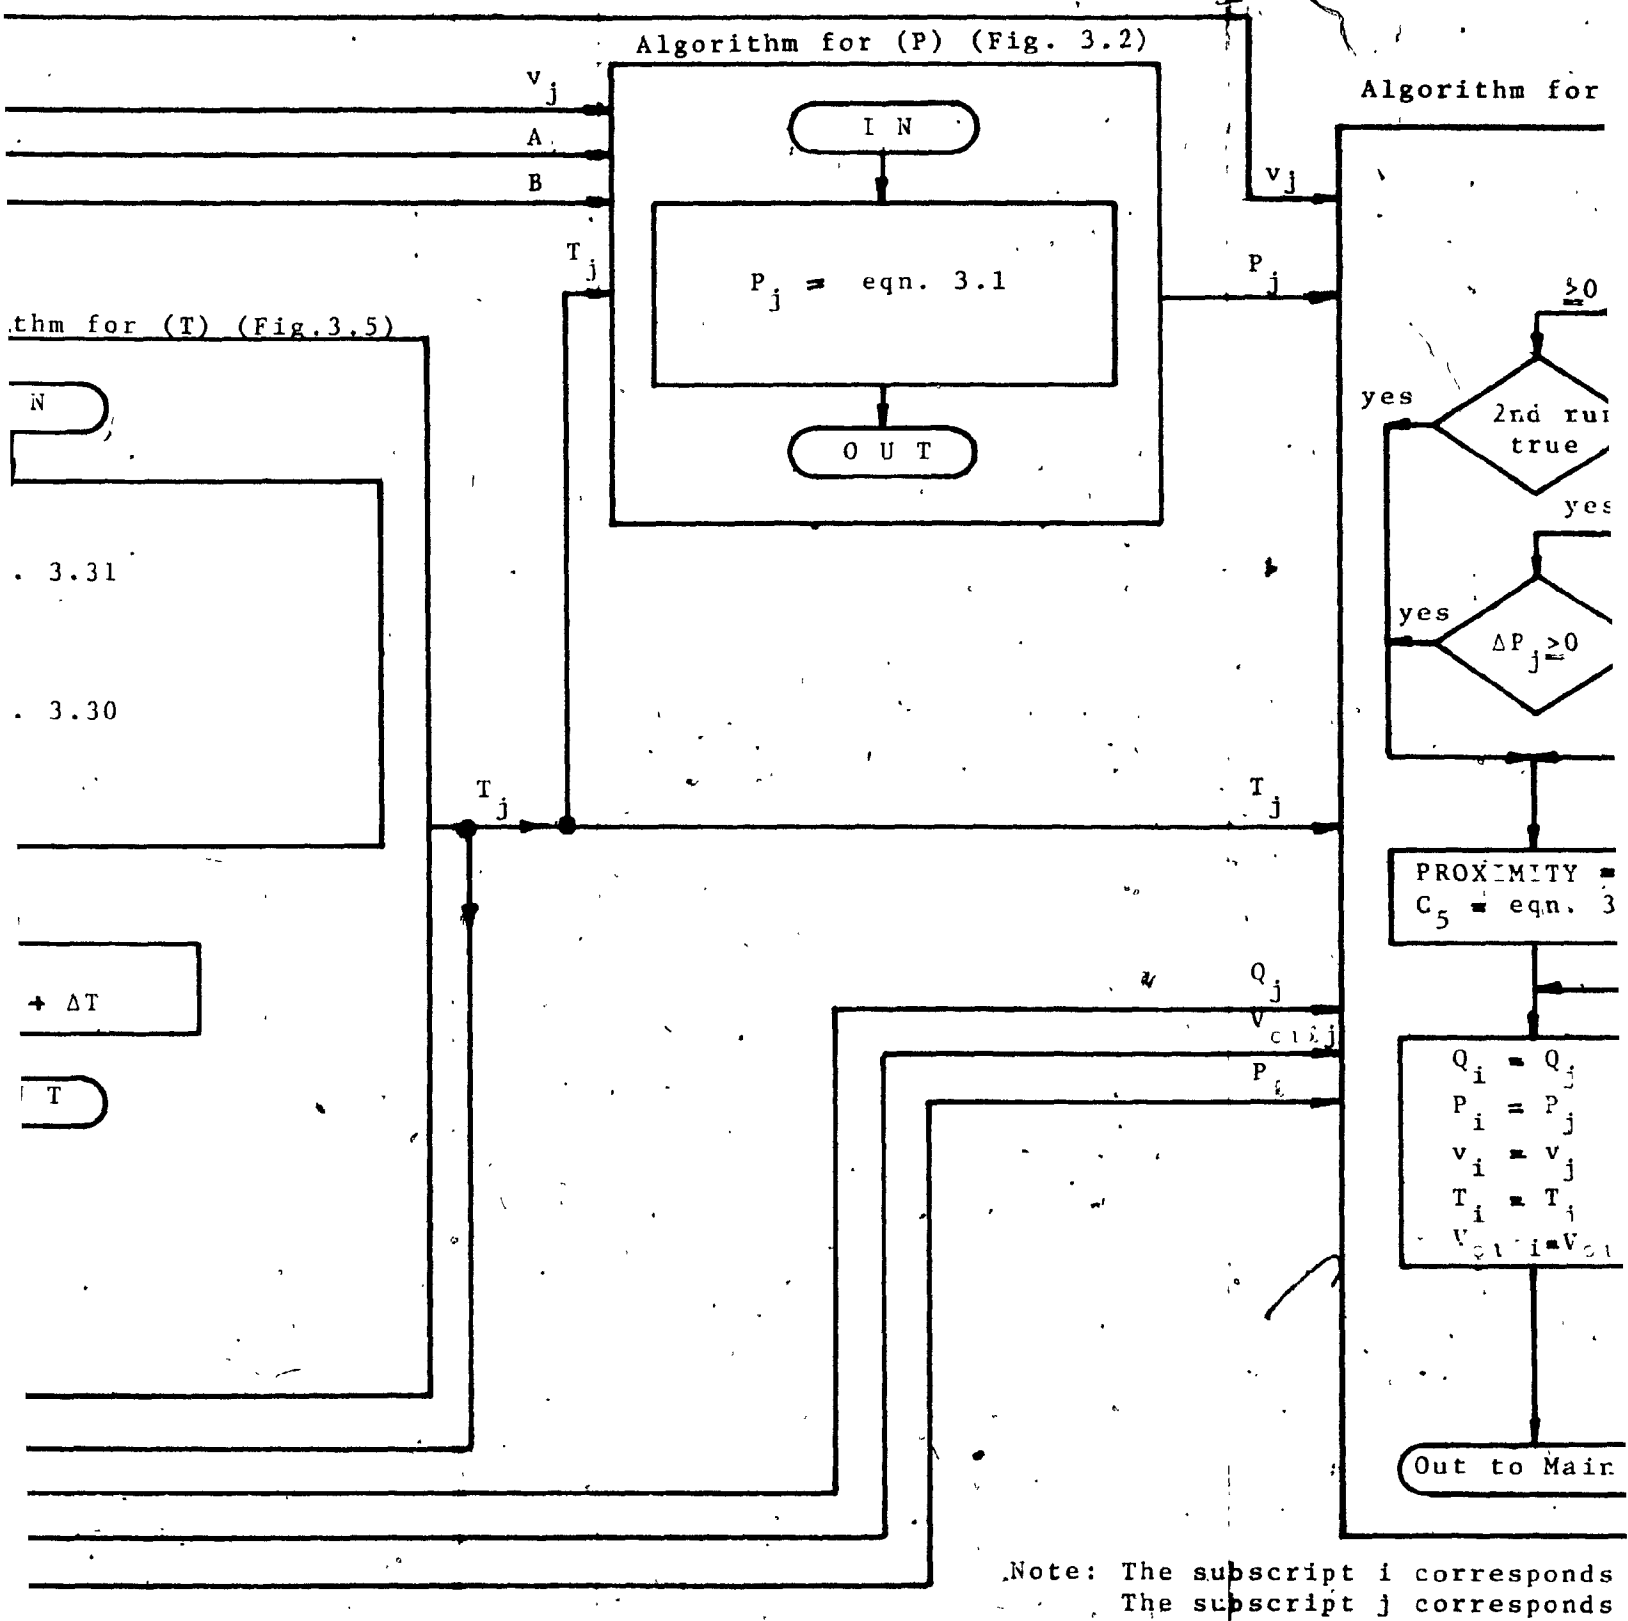 Algorithm for (P) (Fig. 3.2)
v j
A
B
T j
I N
P j = eqn. 3.1
O U T
thm for (T) (Fig.3.5)
N
. 3.31
. 3.30
+ ΔT
T
T j
Algorithm for
v j
P j
T j
Q j
P
≥0
yes
2nd
true
yes
ΔP j ≥0
PROXIMITY =
C 5 = eqn. 3
Q i = Q j
P i = P j
v i = v j
T i = T j
Out to Main
Note: The subscript i corresponds
The subscript j corresponds